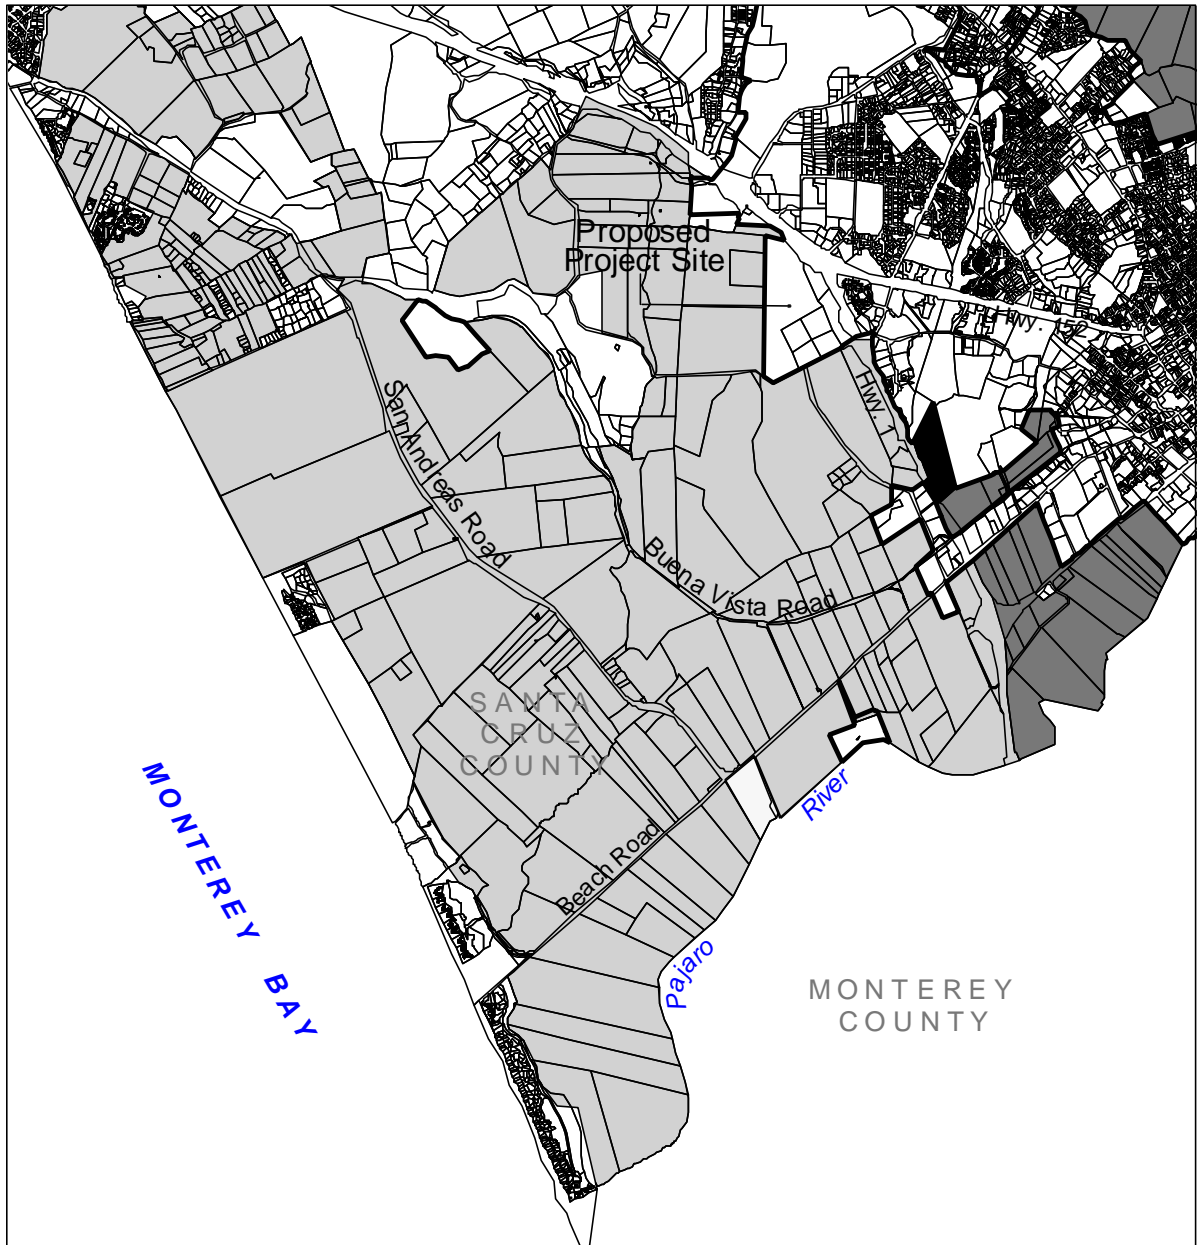 Proposed
Project Site
Hwy. 152
Hwy. 1
San Andreas Road
Buena Vista Road
SANTA
CRUZ
COUNTY
MONTEREY BAY
River
Beach Road
Pajaro
MONTEREY
COUNTY